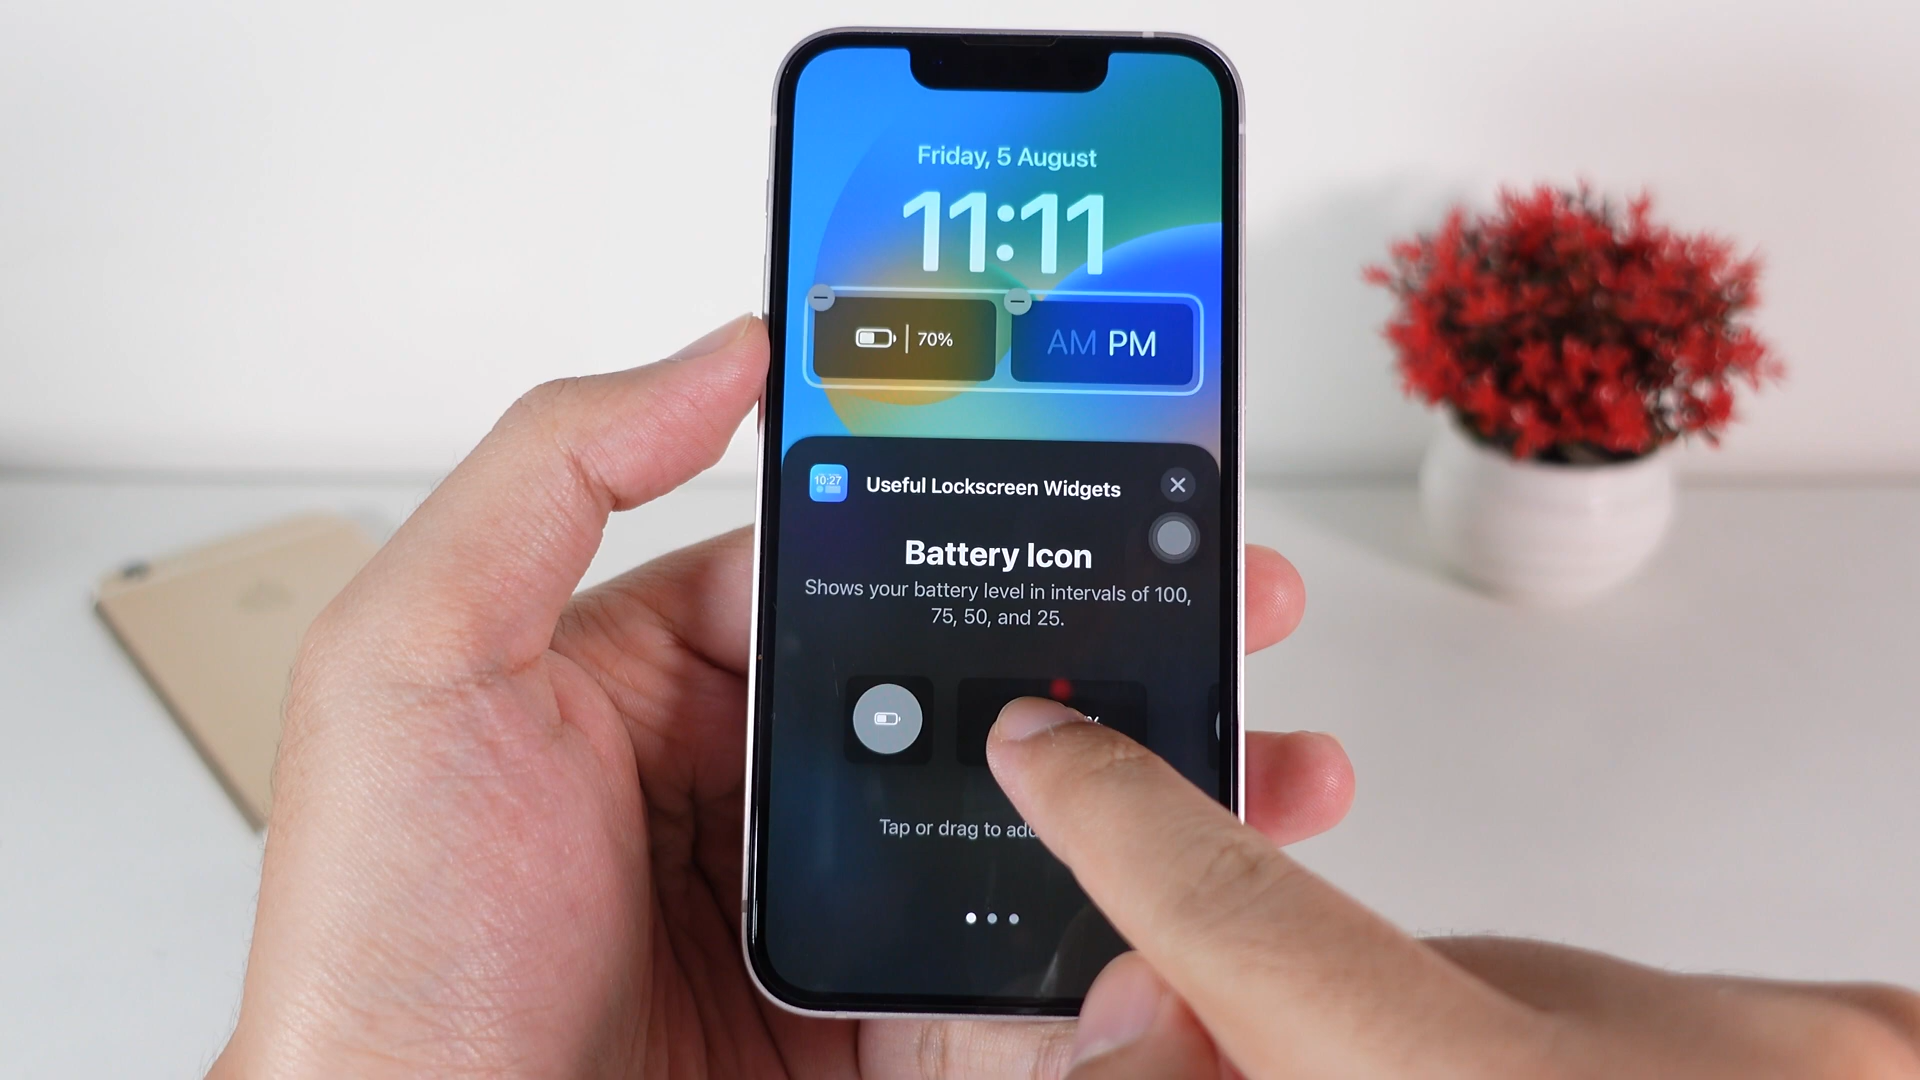 Friday, 5 August
11:11
70%
AM PM
10:27
Useful Lockscreen Widgets
Battery Icon
Shows your battery level in intervals of 100,
75, 50, and 25.
Tap or drag to